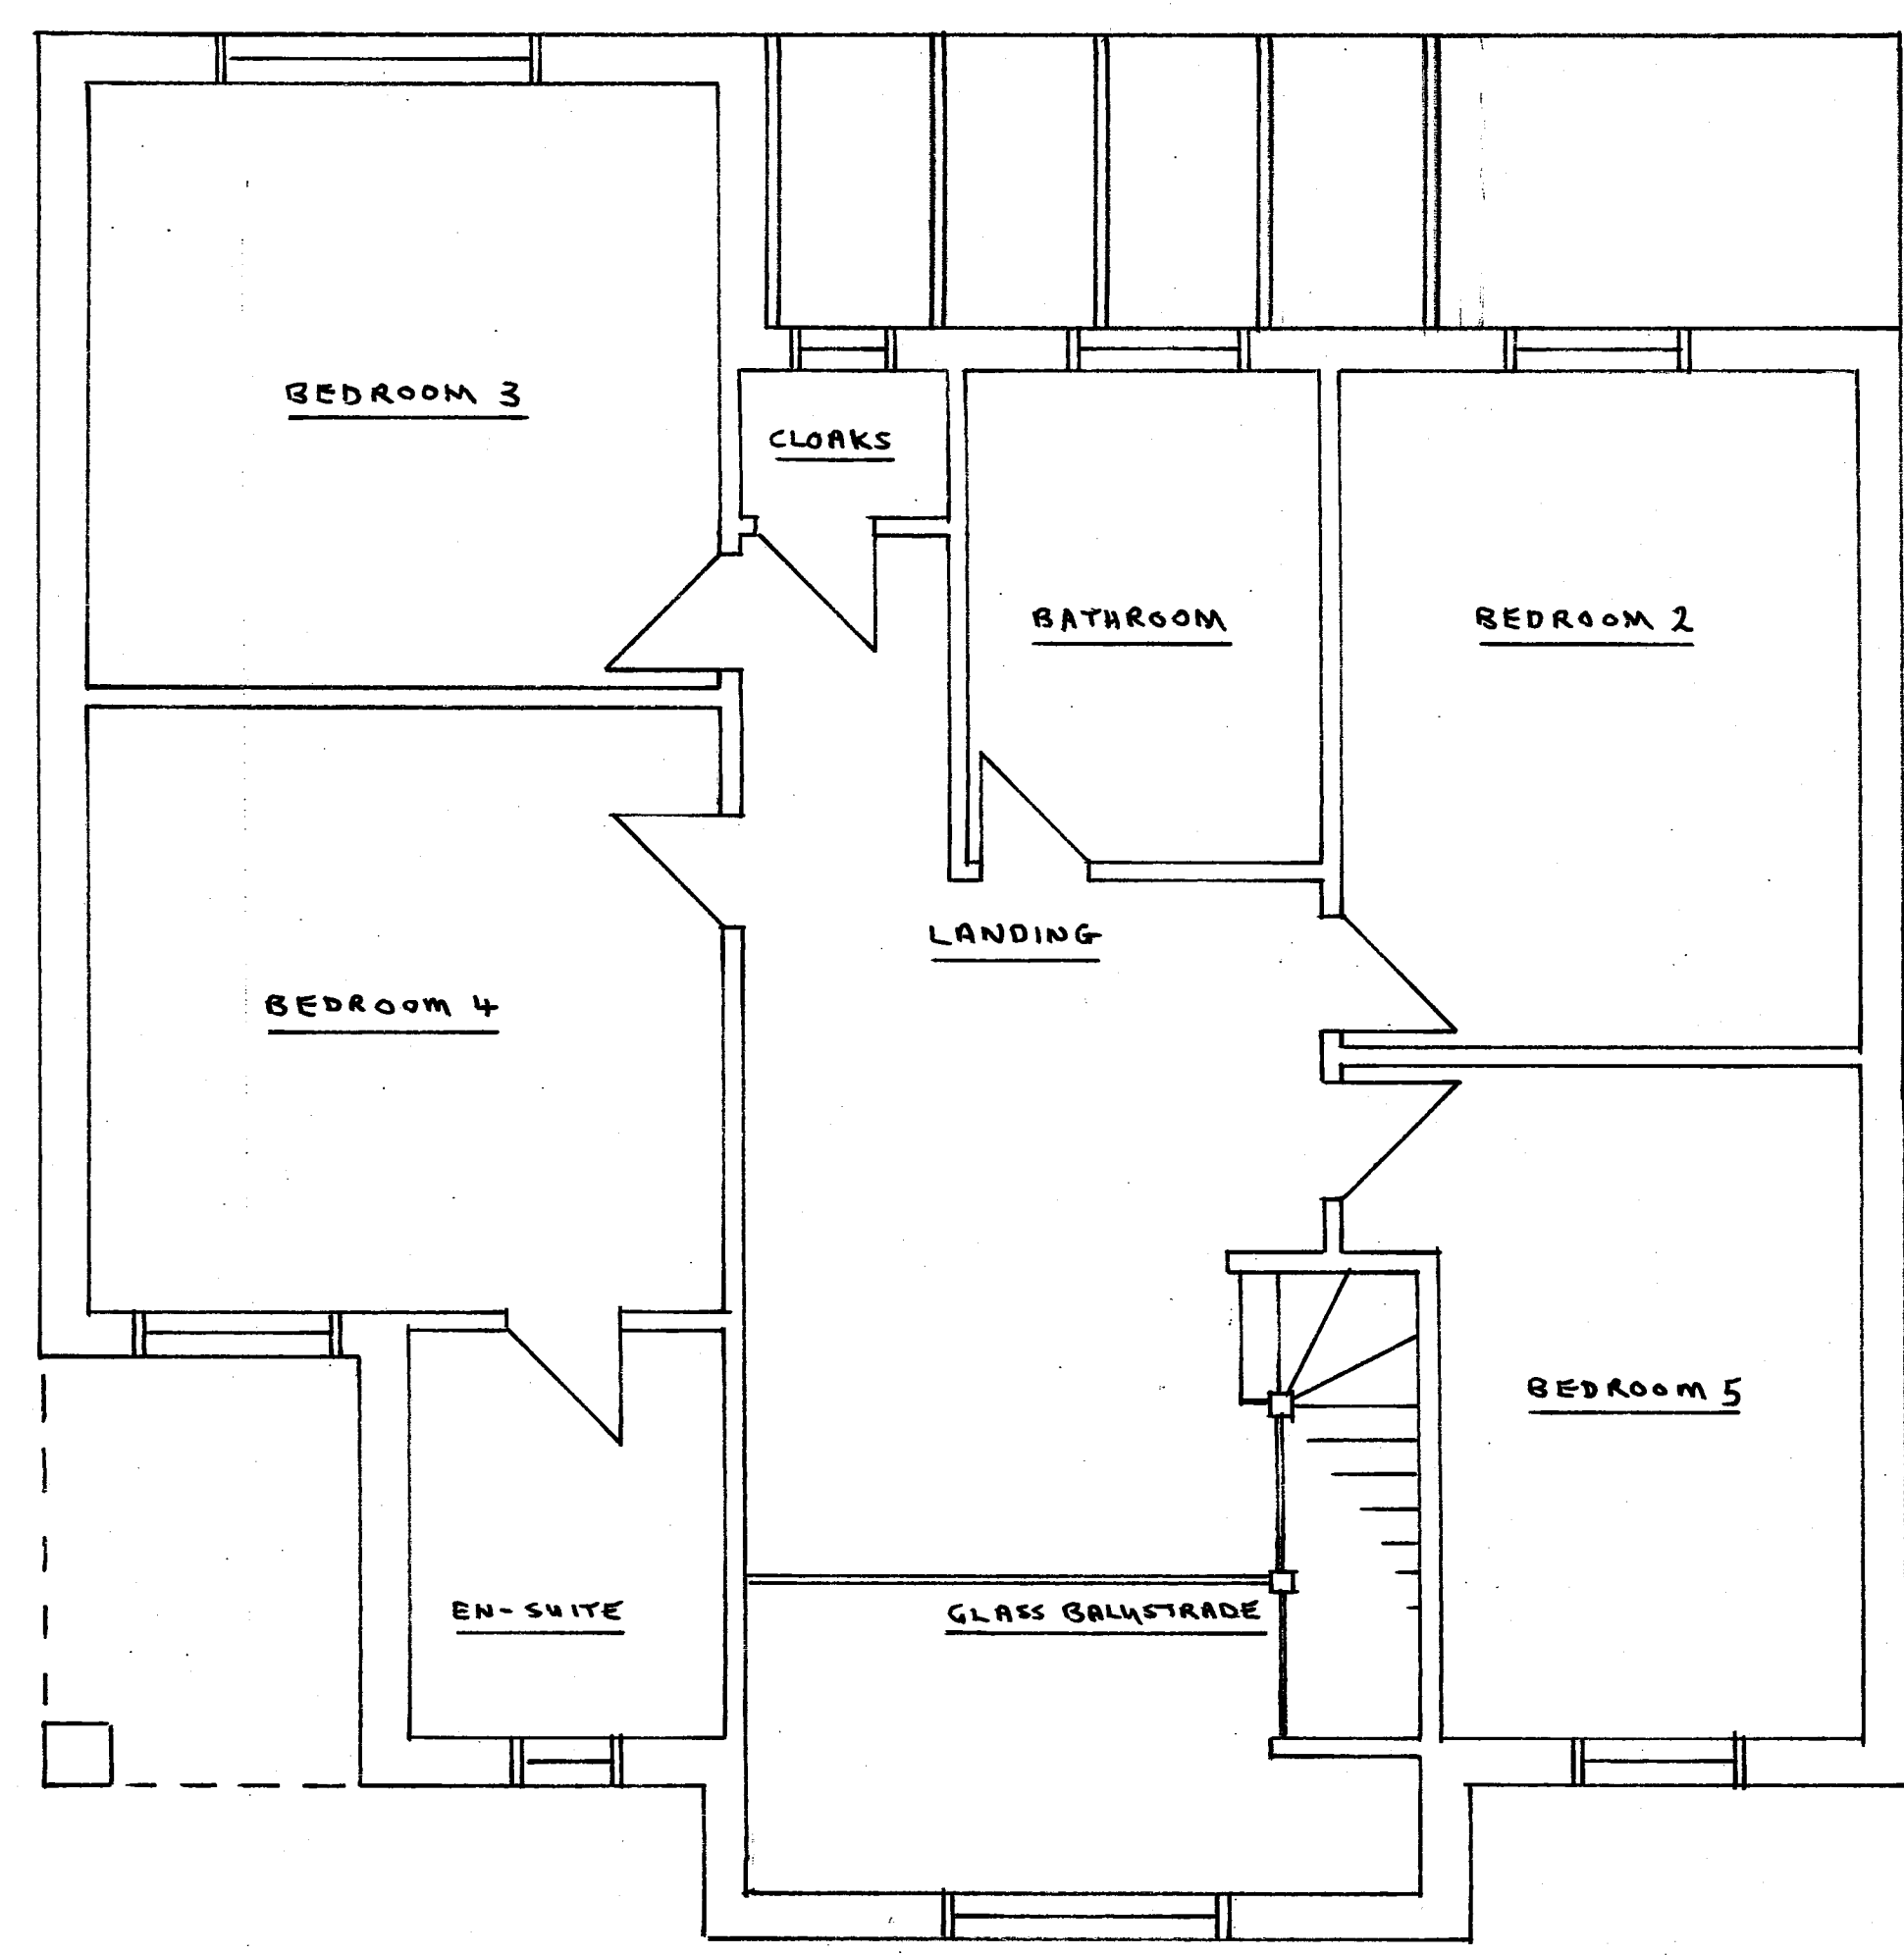 BEDROOM 3
CLOAKS
BATHROOM
BEDROOM 2
LANDING
BEDROOM 4
BEDROOM 5
EN-SUITE
GLASS BALUSTRADE